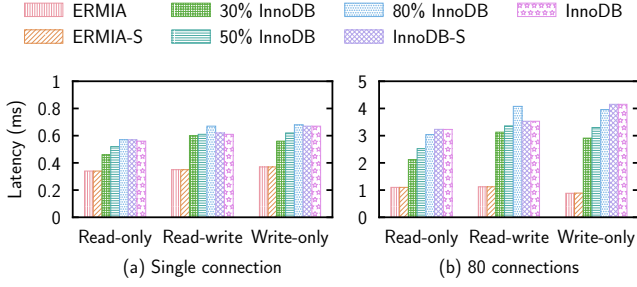 ERMIA 30% InnoDB 80% InnoDB InnoDB
ERMIA-S 50% InnoDB InnoDB-S
Latency (ms)
1
0.8
0.6
0.4
0.2
0
Read-only Read-write Write-only
(a) Single connection
5
4
3
2
1
0
Read-only Read-write Write-only
(b) 80 connections